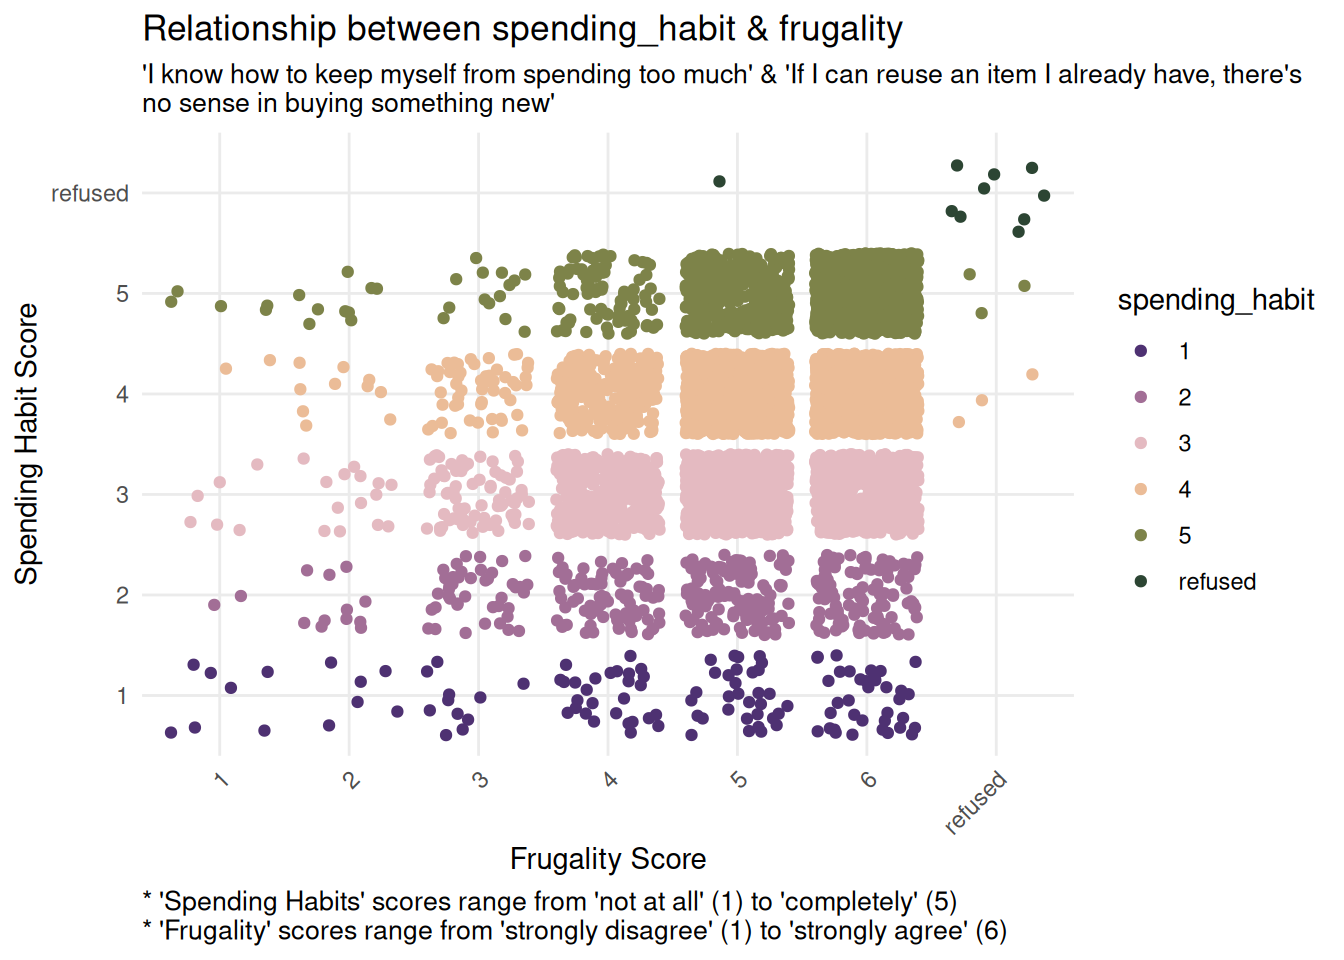 Relationship between spending_habit & frugality
'I know how to keep myself from spending too much' & 'If I can reuse an item I already have, there's
no sense in buying something new'
Spending Habit Score
refused
5
4
3
2
1
1
2
3
4
5
6
refused
Frugality Score
spending_habit
1
2
3
4
5
refused
* 'Spending Habits' scores range from 'not at all' (1) to 'completely' (5)
* 'Frugality' scores range from 'strongly disagree' (1) to 'strongly agree' (6)